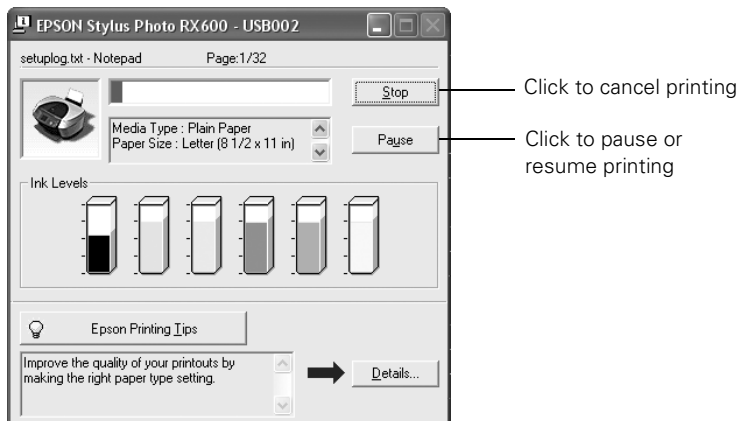 EPSON Stylus Photo RX600 - USB002
setuplog.txt - Notepad Page:1/32
Stop
Click to cancel printing
Media Type : Plain Paper
Paper Size : Letter (8 1/2 x 11 in)
Pause
Click to pause or
resume printing
Ink Levels
Epson Printing Tips
Improve the quality of your printouts by
making the right paper type setting.
Details...